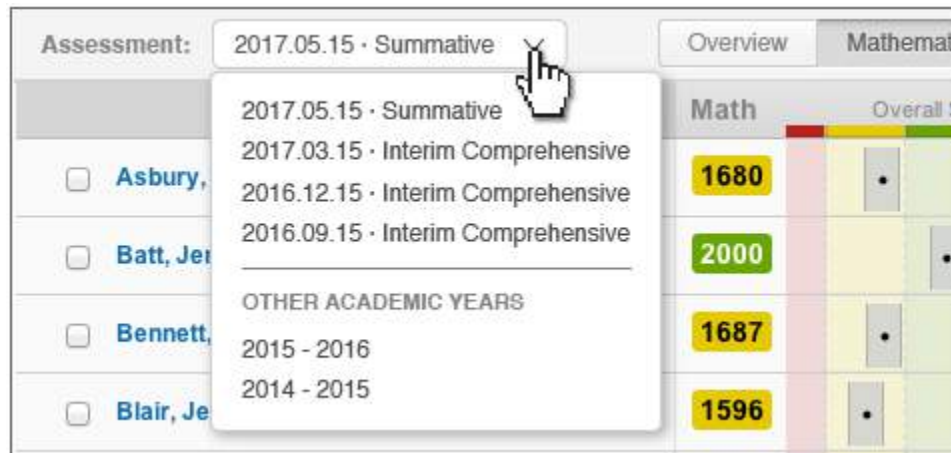 Assessment: 2017.05.15 · Summative Overview Mathemat
2017.05.15 · Summative
2017.03.15 · Interim Comprehensive
2016.12.15 · Interim Comprehensive
2016.09.15 · Interim Comprehensive
OTHER ACADEMIC YEARS
2015 - 2016
2014 - 2015
Math Overall S
Asbury, 1680
Batt, Jer 2000
Bennett, 1687
Blair, Je 1596